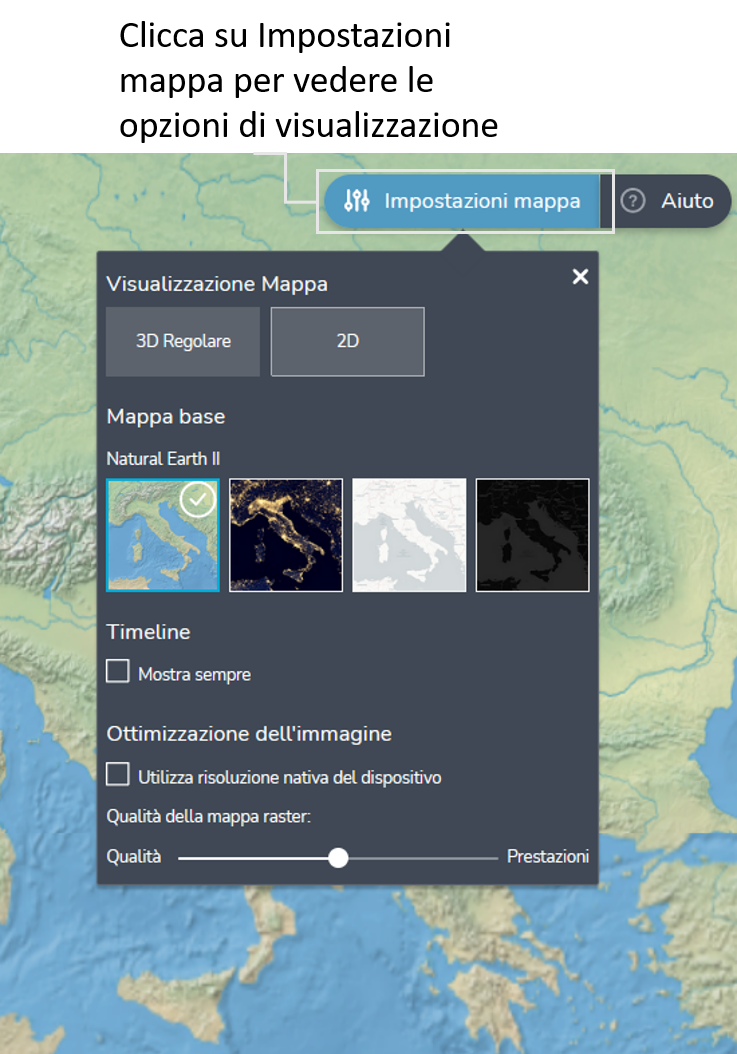 Clicca su Impostazioni
mappa per vedere le
opzioni di visualizzazione
Impostazioni mappa
? Aiuto
Visualizzazione Mappa
3D Regolare
2D
Mappa base
Natural Earth II
Timeline
Mostra sempre
Ottimizzazione dell'immagine
Utilizza risoluzione nativa del dispositivo
Qualità della mappa raster:
Qualità
Prestazioni